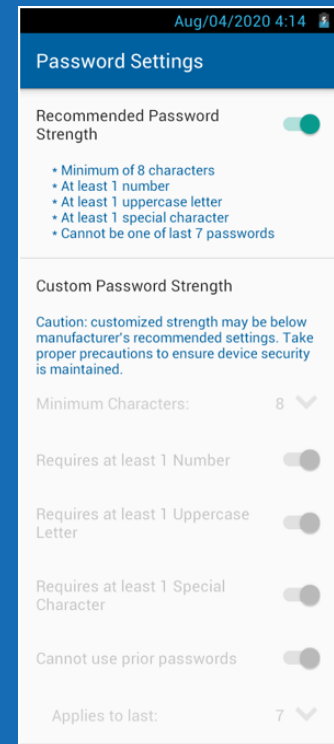 Aug/04/2020 4:14
Password Settings
Recommended Password
Strength
* Minimum of 8 characters
* At least 1 number
* At least 1 uppercase letter
* At least 1 special character
* Cannot be one of last 7 passwords
Custom Password Strength
Caution: customized strength may be below
manufacturer's recommended settings. Take
proper precautions to ensure device security
is maintained.
Minimum Characters: 8
Requires at least 1 Number
Requires at least 1 Uppercase
Letter
Requires at least 1 Special
Character
Cannot use prior passwords
Applies to last: 7